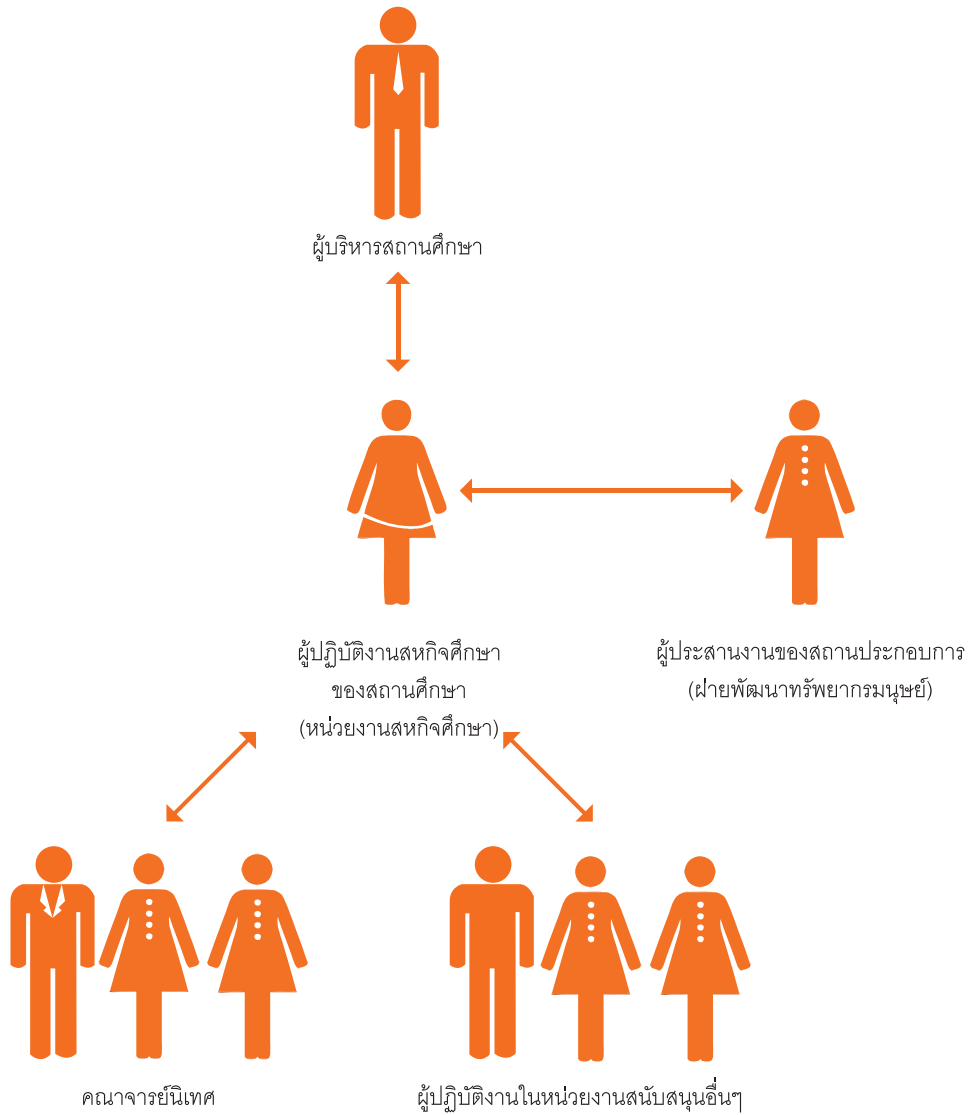 ผู้บริหารสถานศึกษา
ผู้ปฏิบัติงานสหกิจศึกษา
ของสถานศึกษา
(หน่วยงานสหกิจศึกษา)
ผู้ประสานงานของสถานประกอบการ
(ฝ่ายพัฒนาทรัพยากรมนุษย์)
คณาจารย์นิเทศ
ผู้ปฏิบัติงานในหน่วยงานสนับสนุนอื่นๆ